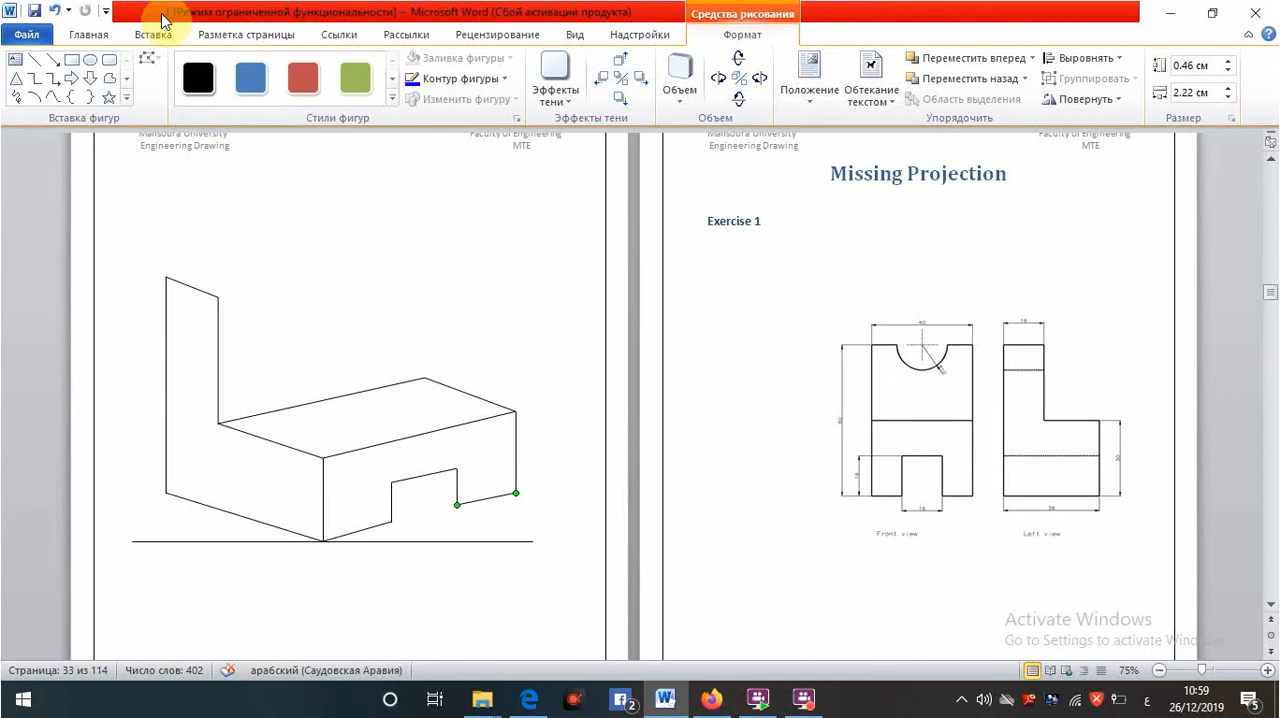 [Режим ограниченной функциональности] - Microsoft Word (Сбой активации продукта)
Средства рисования
Файл
Главная
Вставка
Разметка страницы
Ссылки
Рассылки
Рецензирование
Вид
Надстройки
Формат
Заливка фигуры
Контур фигуры
Изменить фигуру
Эффекты тени
Объем
Положение
Обтекание текстом
Переместить вперед
Переместить назад
Область выделения
Выровнять
Группировать
Повернуть
0.46 см
2.22 см
Вставка фигур
Стили фигур
Эффекты тени
Объем
Упорядочить
Размер
Mansoura University
Faculty of Engineering
Engineering Drawing
MTE
Mansoura University
Faculty of Engineering
Engineering Drawing
MTE
Missing Projection
Exercise 1
Front view
Left view
Activate Windows
Go to Settings to activate Windows.
Страница: 33 из 114
Число слов: 402
арабский (Саудовская Аравия)
75%
2
ع
10:59
26/12/2019
5